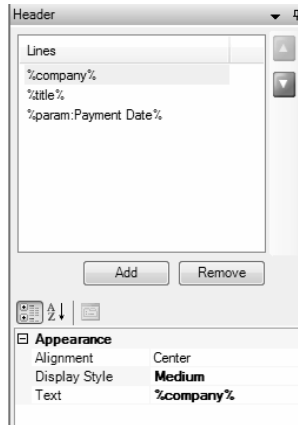 Header
Lines
%company%
%title%
%param:Payment Date%
Add Remove
Appearance
Alignment Center
Display Style Medium
Text %company%